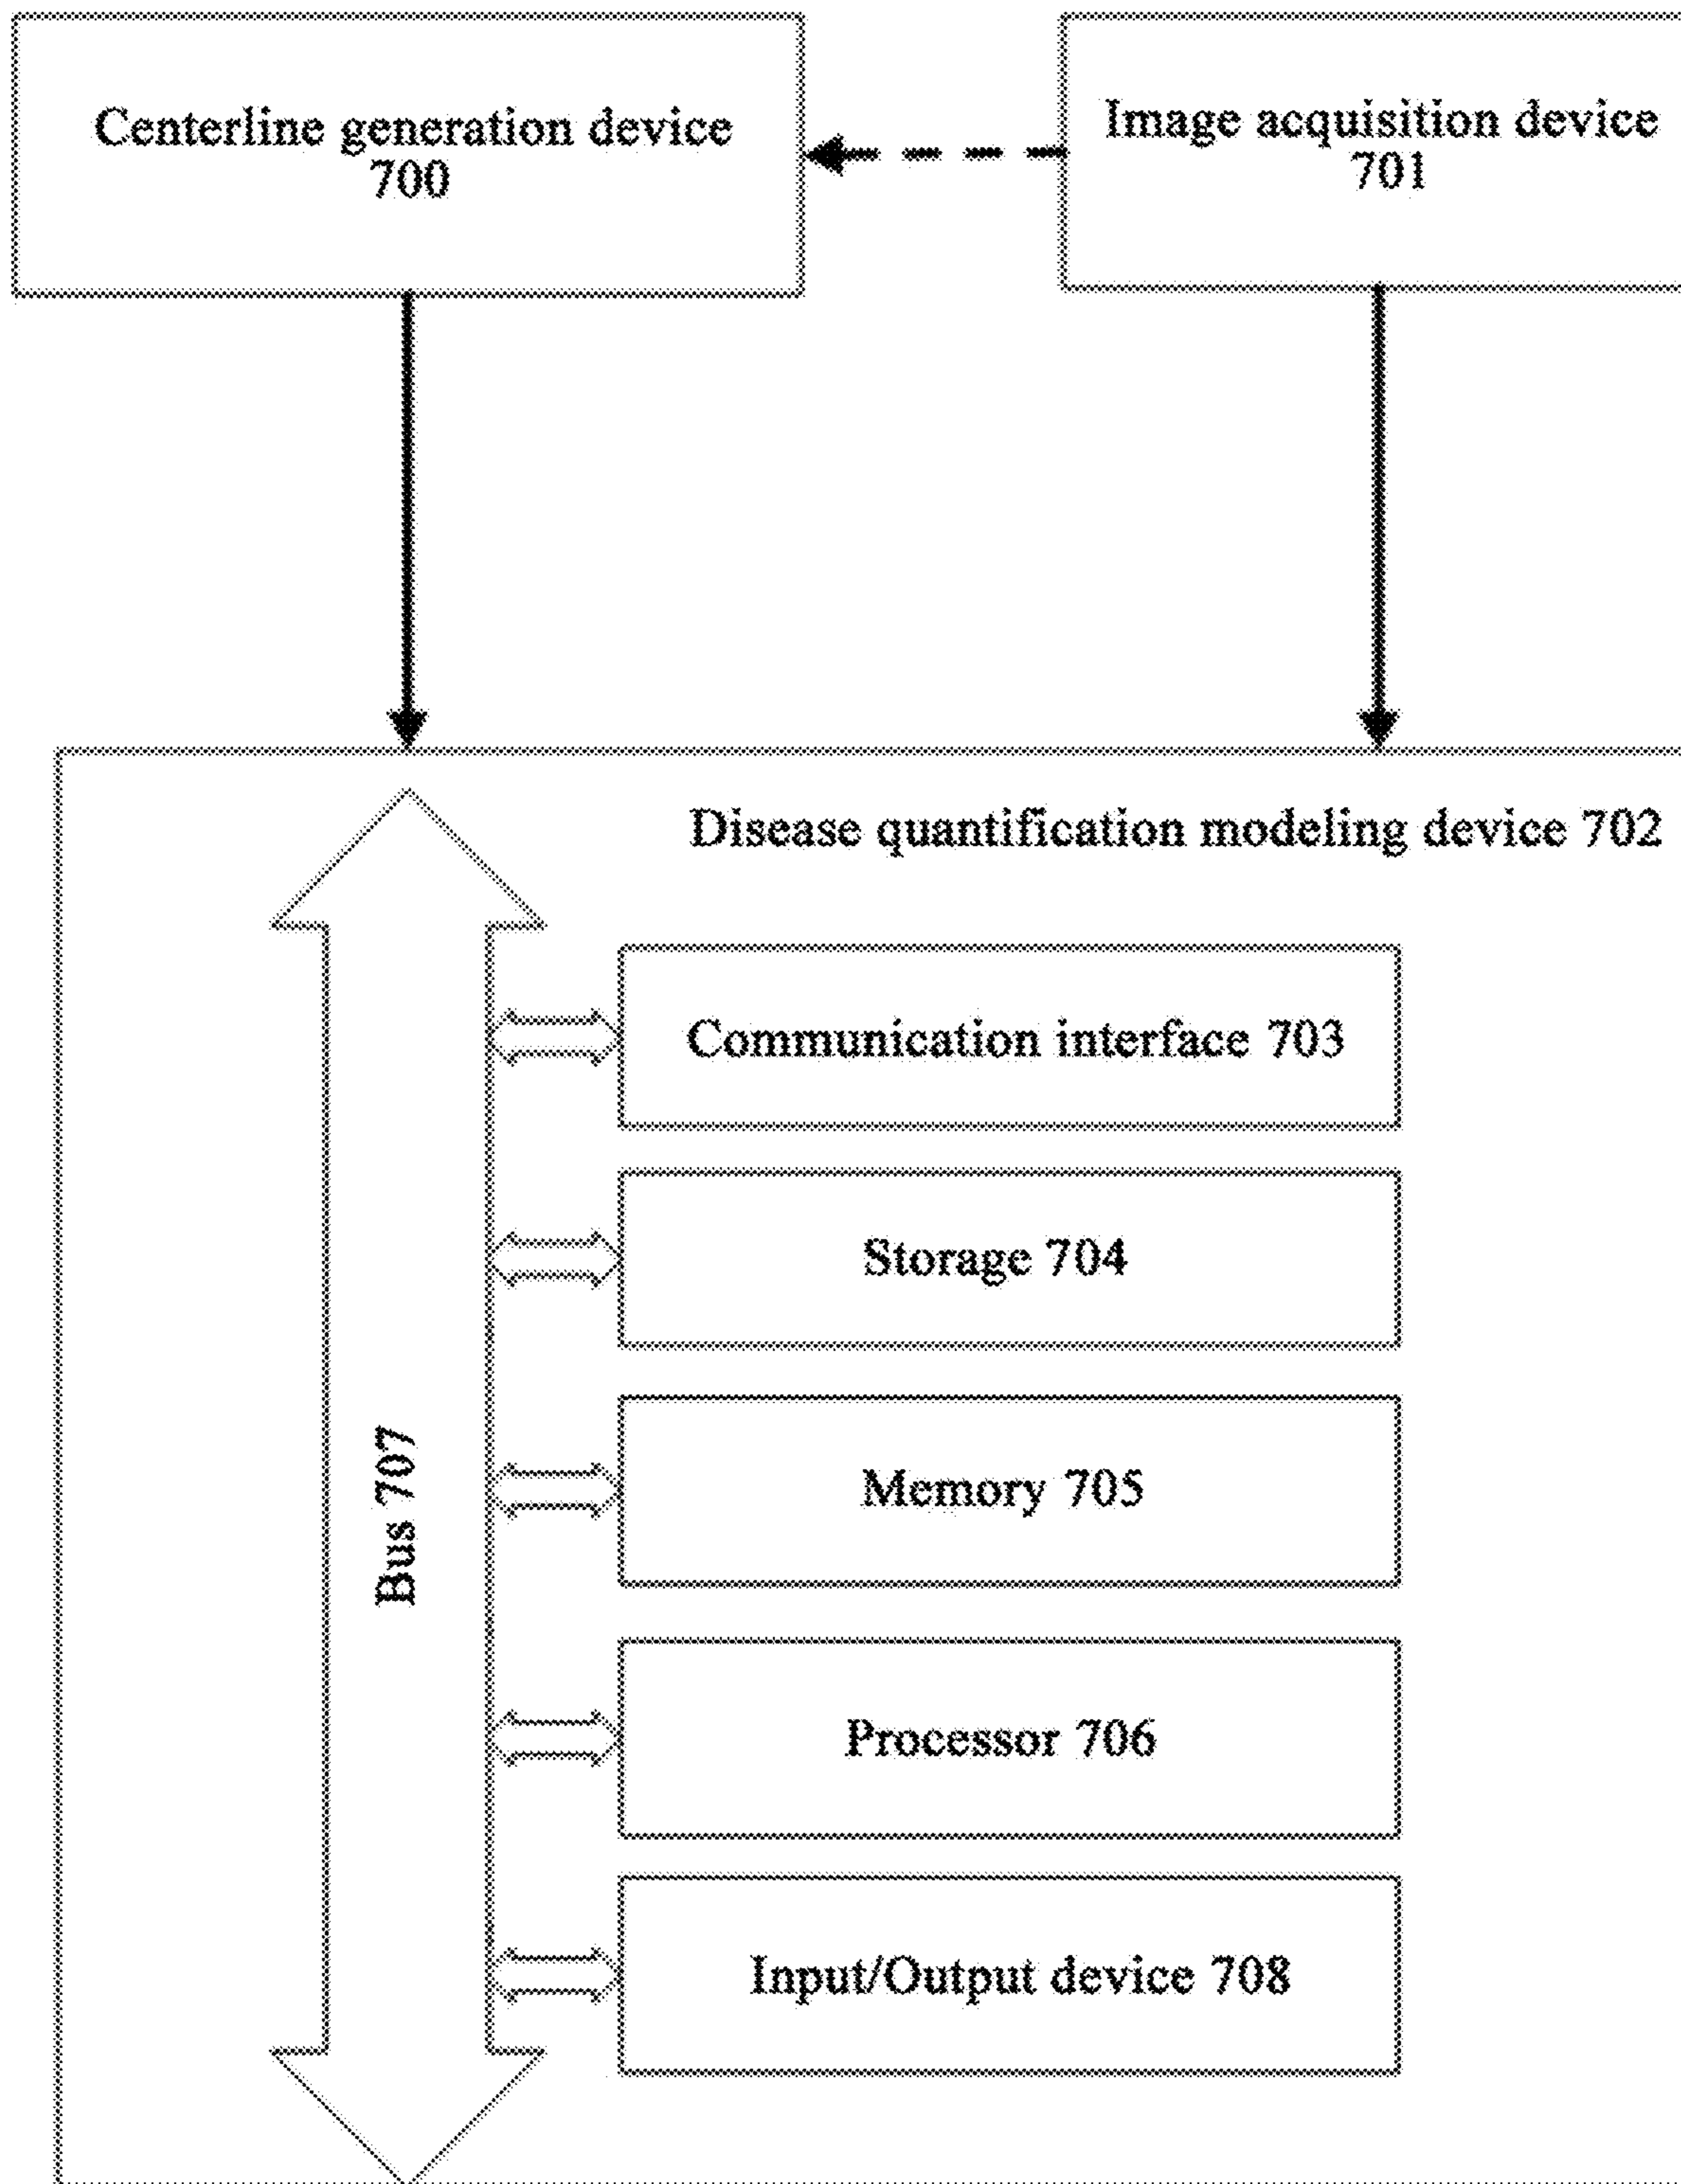 Centerline generation device
700
Image acquisition device
701
Disease quantification modeling device 702
Communication interface 703
Storage 704
Memory 705
Bus 707
Processor 706
Input/Output device 708